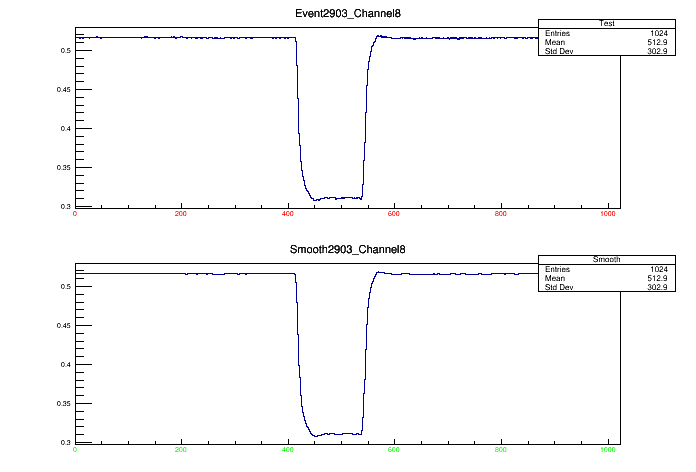 Event2903_Channel8
Test
Entries 1024
Mean 512.9
Std Dev 302.9
0.5
0.45
0.4
0.35
0.3
0 200 400 600 800 1000
Smooth2903_Channel8
Smooth
Entries 1024
Mean 512.9
Std Dev 302.9
0.5
0.45
0.4
0.35
0.3
0 200 400 600 800 1000